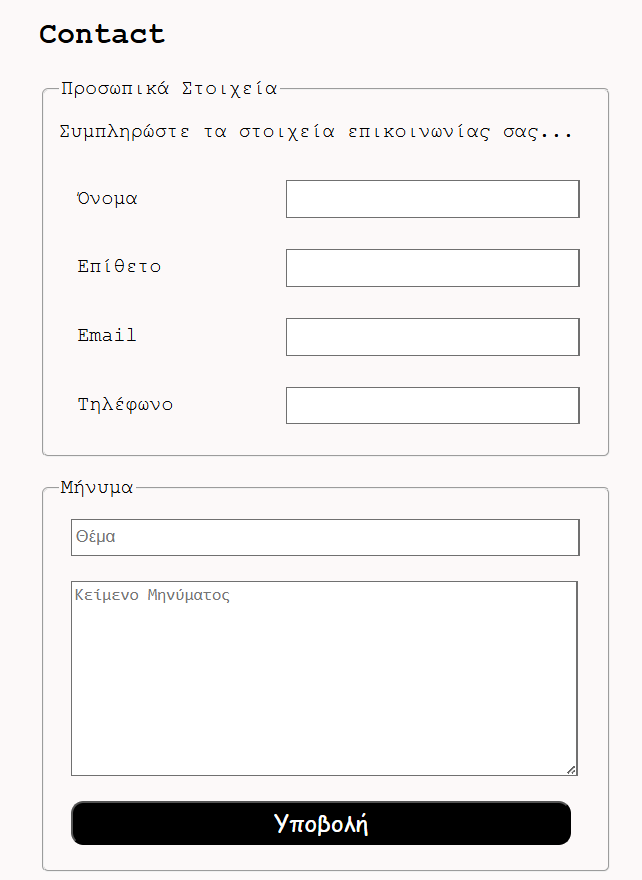 Contact
Προσωπικά Στοιχεία
Συμπληρώστε τα στοιχεία επικοινωνίας σας...
Όνομα
Επίθετο
Email
Τηλέφωνο
Μήνυμα
Θέμα
Κείμενο Μηνύματος
Υποβολή